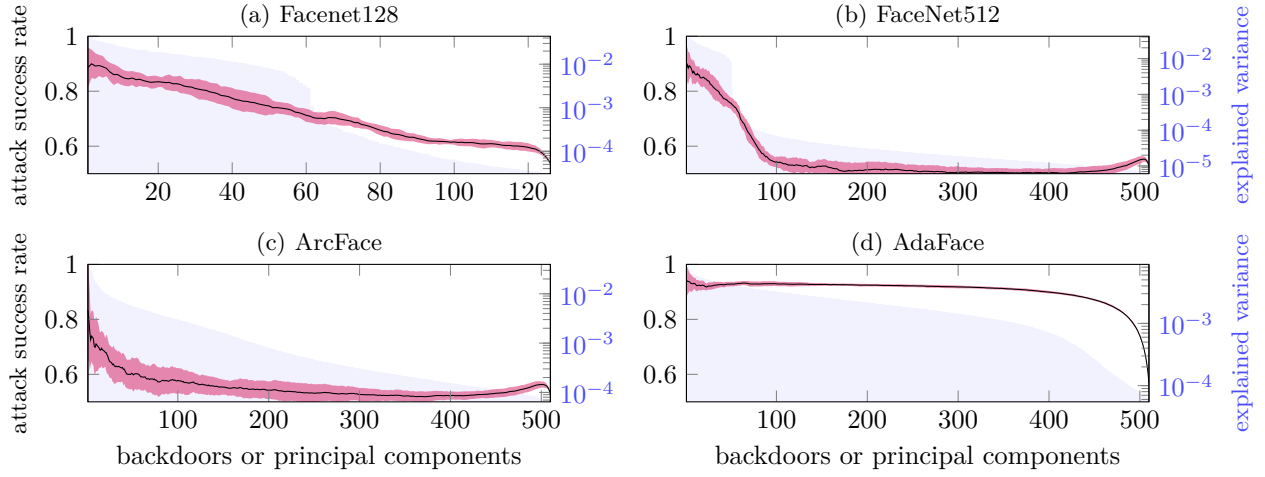 (a) Facenet128
(b) FaceNet512
attack success rate
1
0.8
0.6
20 40 60 80 100 120
10⁻²
10⁻³
10⁻⁴
1
0.8
0.6
100 200 300 400 500
10⁻²
10⁻³
10⁻⁴
10⁻⁵
explained variance
(c) ArcFace
(d) AdaFace
attack success rate
1
0.8
0.6
100 200 300 400 500
10⁻²
10⁻³
10⁻⁴
1
0.8
0.6
100 200 300 400 500
10⁻³
10⁻⁴
explained variance
backdoors or principal components
backdoors or principal components